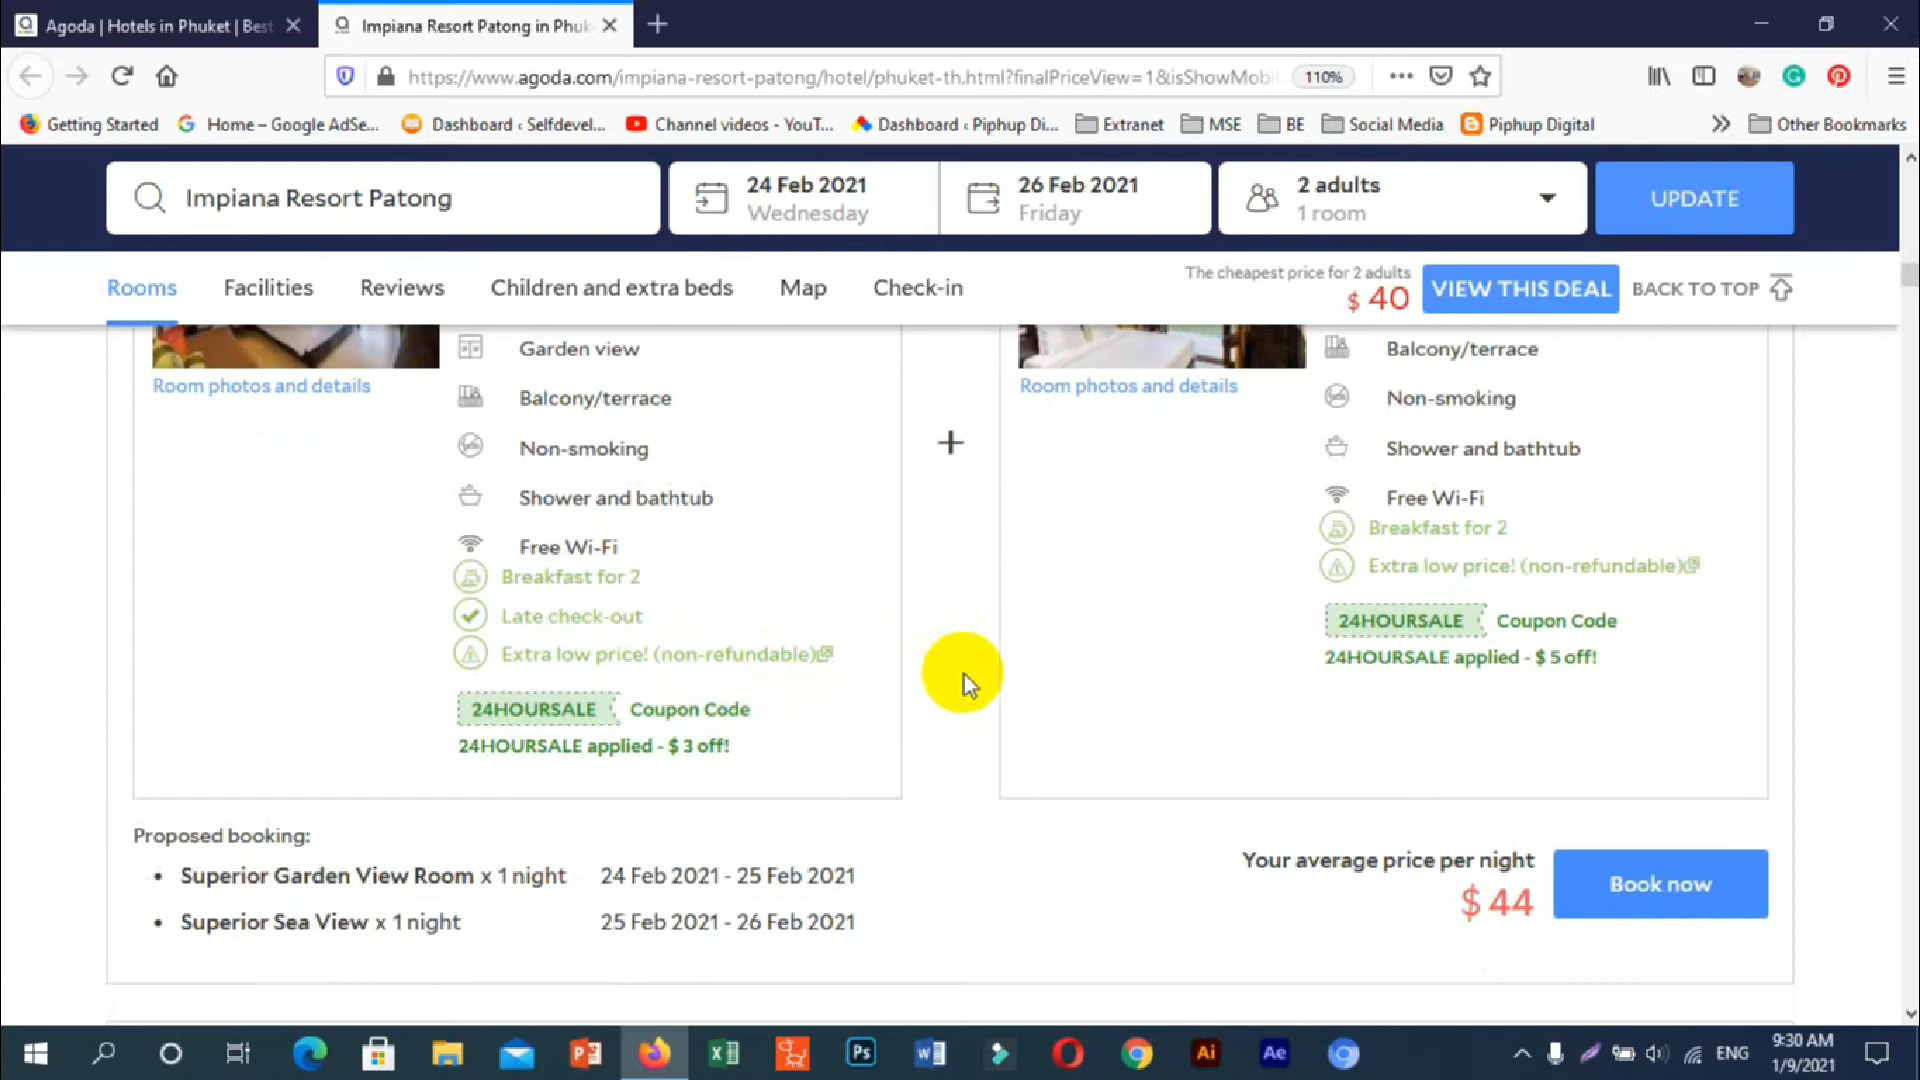 Agoda | Hotels in Phuket | Best
Impiana Resort Patong in Phuk
https://www.agoda.com/impiana-resort-patong/hotel/phuket-th.html?finalPriceView=1&isShowMobil
110%
Getting Started
Home – Google AdSe...
Dashboard ‹ Selfdevel...
Channel videos - YouT...
Dashboard ‹ Piphup Di...
Extranet
MSE
BE
Social Media
Piphup Digital
Other Bookmarks
Impiana Resort Patong
24 Feb 2021
Wednesday
26 Feb 2021
Friday
2 adults
1 room
UPDATE
Rooms
Facilities
Reviews
Children and extra beds
Map
Check-in
The cheapest price for 2 adults
$ 40
VIEW THIS DEAL
BACK TO TOP
Room photos and details
Garden view
Balcony/terrace
Non-smoking
Shower and bathtub
Free Wi-Fi
Breakfast for 2
Late check-out
Extra low price! (non-refundable)
24HOURSALE Coupon Code
24HOURSALE applied - $ 3 off!
+
Room photos and details
Balcony/terrace
Non-smoking
Shower and bathtub
Free Wi-Fi
Breakfast for 2
Extra low price! (non-refundable)
24HOURSALE Coupon Code
24HOURSALE applied - $ 5 off!
Proposed booking:
• Superior Garden View Room x 1 night 24 Feb 2021 - 25 Feb 2021
• Superior Sea View x 1 night 25 Feb 2021 - 26 Feb 2021
Your average price per night
$ 44
Book now
Ps
Ai
Ae
ENG
9:30 AM
1/9/2021